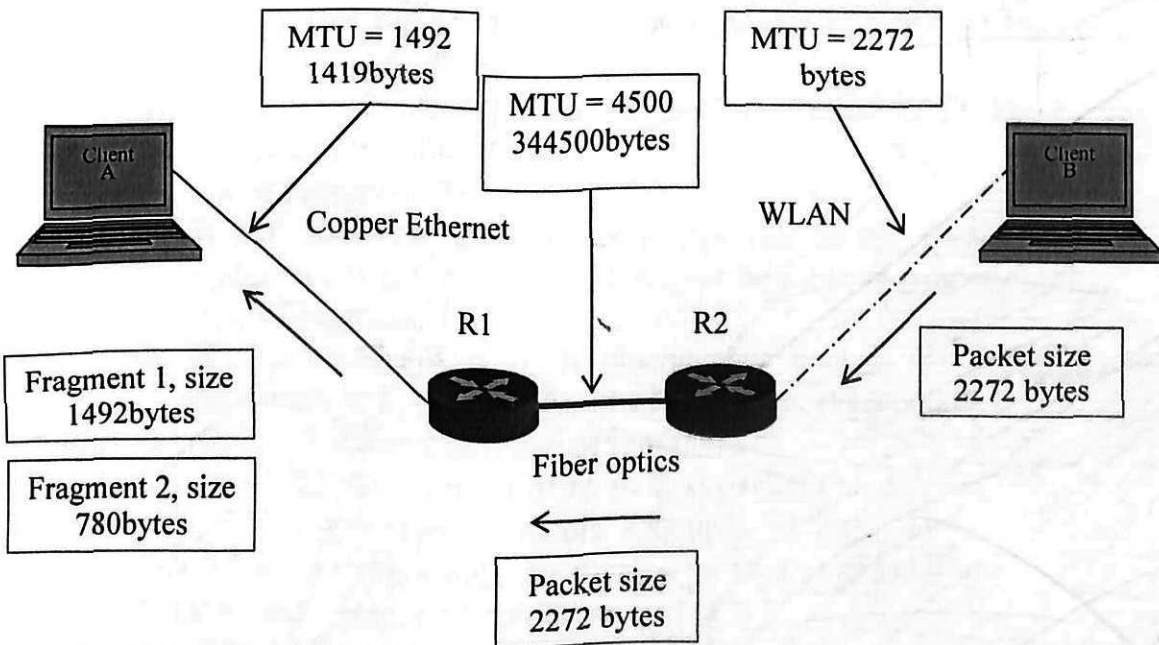 MTU = 1492
1419bytes
MTU = 4500
344500bytes
MTU = 2272
bytes
Client
A
Client
B
Copper Ethernet
WLAN
R1
R2
Fragment 1, size
1492bytes
Fragment 2, size
780bytes
Packet size
2272 bytes
Fiber optics
Packet size
2272 bytes